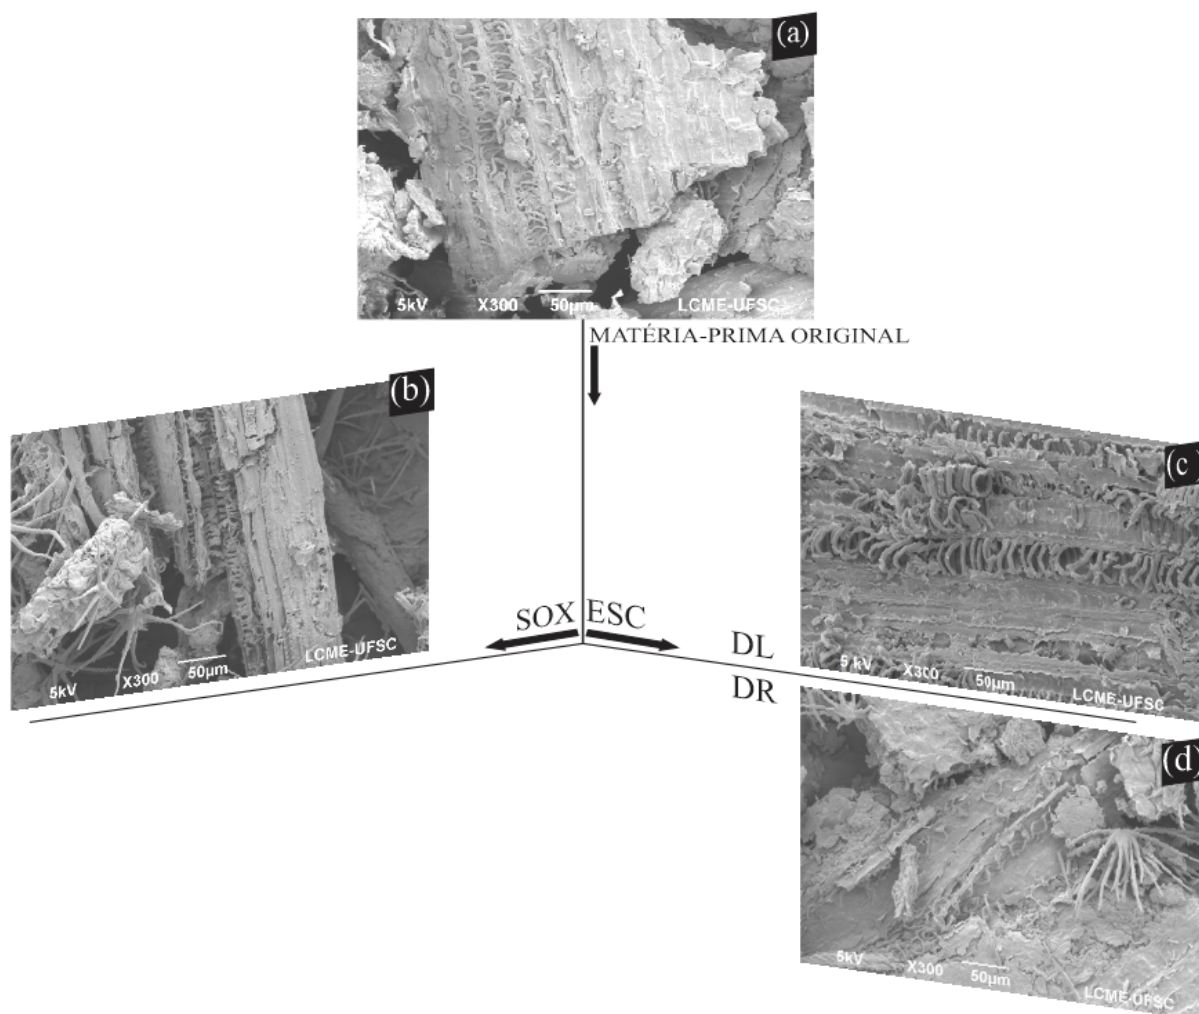 (a)
5kV X300 50µm LCME-UFSC
MATÉRIA-PRIMA ORIGINAL
(b)
5kV X300 50µm LCME-UFSC
(c)
5 kV X300 50µm LCME-UFSC
SOX ESC
DL
DR
(d)
5kV X300 50µm LCME-UFSC